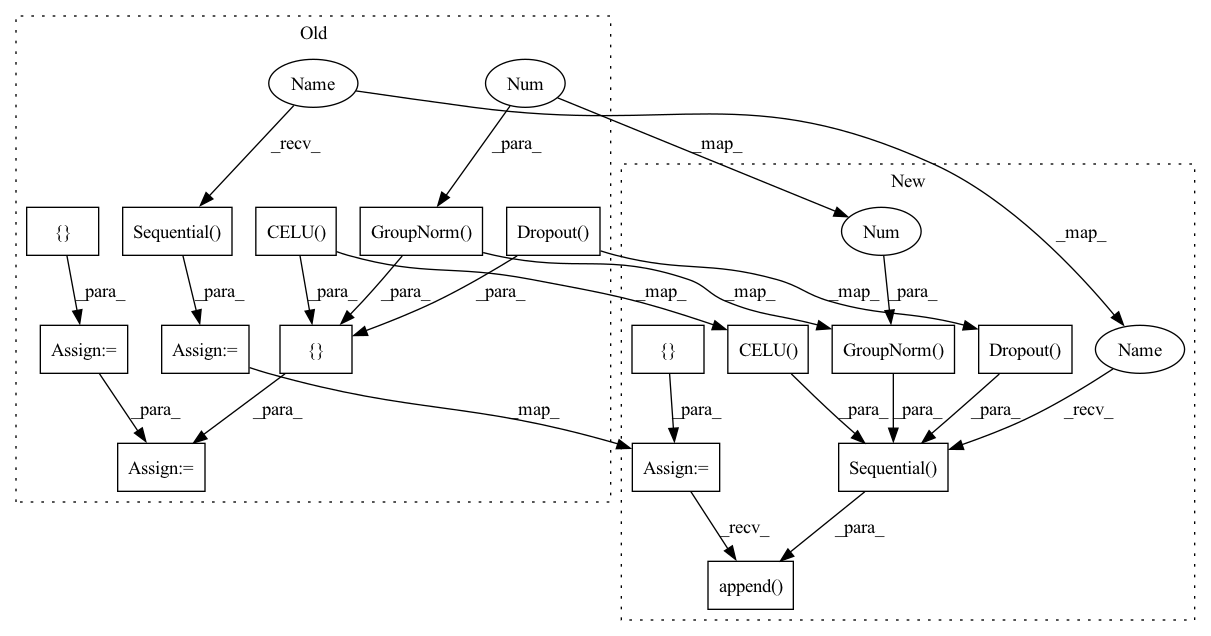 Old
Name
Num
_recv_
_para_
_map_
New
{}
Sequential()
CELU()
GroupNorm()
Dropout()
Num
_map_
_para_
_para_
_para_
_para_
_para_
_map_
_map_
_map_
_para_
Assign:=
Assign:=
{}
{}
CELU()
GroupNorm()
Dropout()
Name
_para_
_para_
_map_
_para_
_para_
_para_
_para_
_recv_
Assign:=
Assign:=
Sequential()
_recv_
_para_
append()